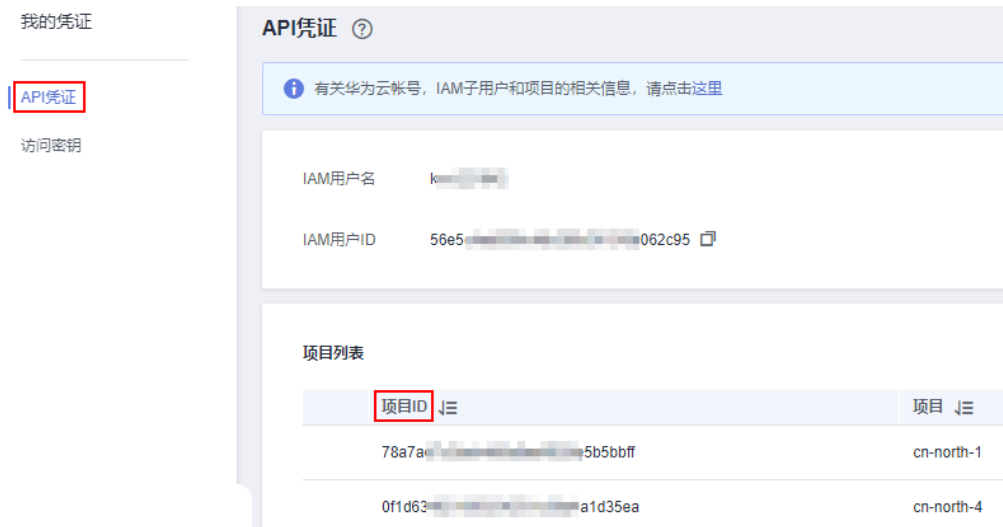 我的凭证
API凭证
访问密钥
API凭证
有关华为云帐号，IAM子用户和项目的相关信息，请点击这里
IAM用户名 k
IAM用户ID 56e5 062c95
项目列表
项目ID 项目
78a7a e5b5bbff cn-north-1
0f1d63 a1d35ea cn-north-4